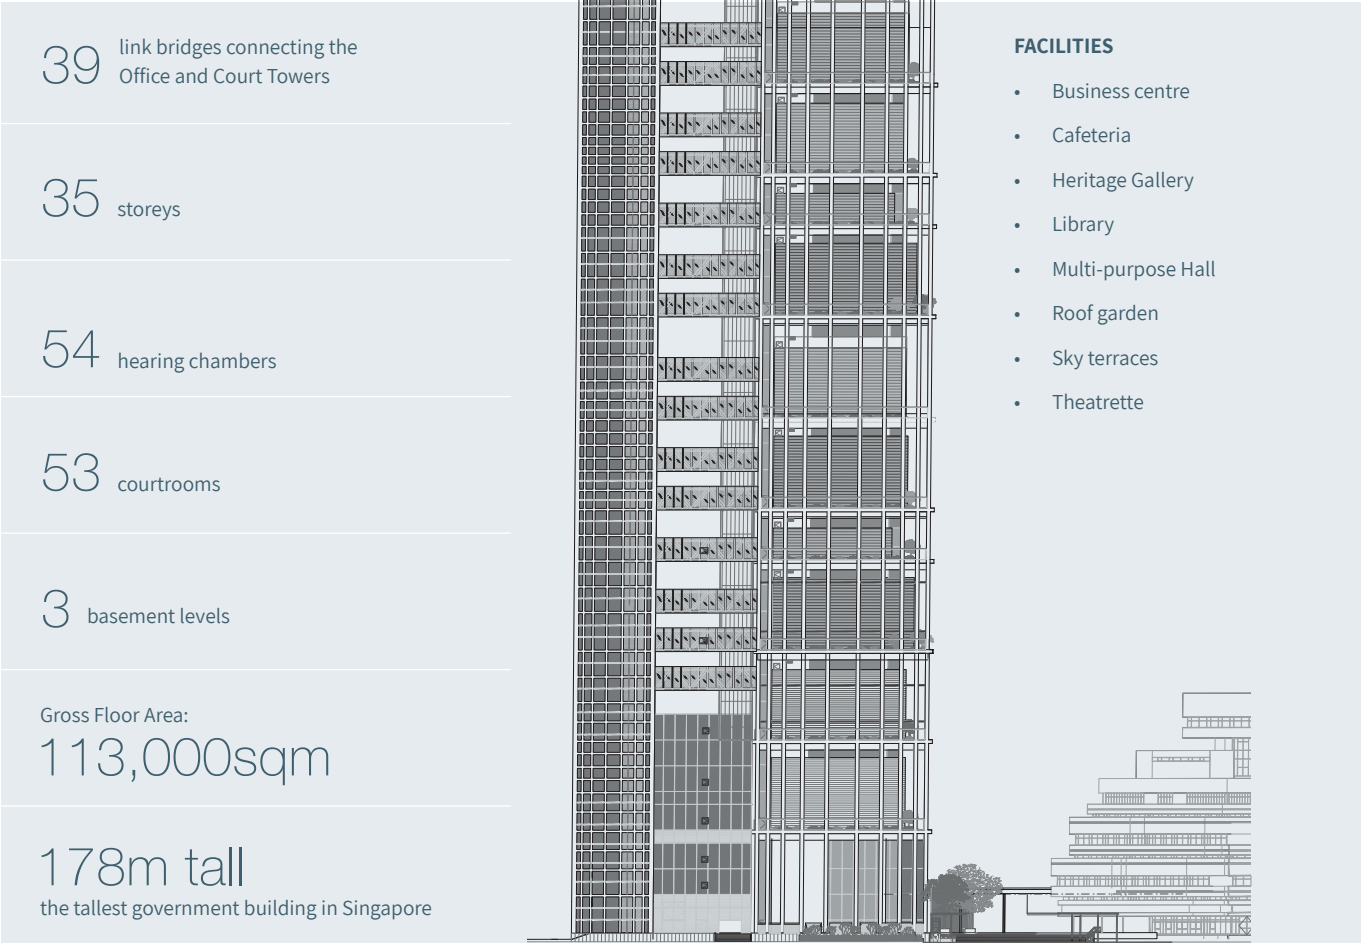 39 link bridges connecting the
Office and Court Towers
35 storeys
54 hearing chambers
53 courtrooms
3 basement levels
Gross Floor Area:
113,000sqm
178m tall
the tallest government building in Singapore
FACILITIES
• Business centre
• Cafeteria
• Heritage Gallery
• Library
• Multi-purpose Hall
• Roof garden
• Sky terraces
• Theatrette